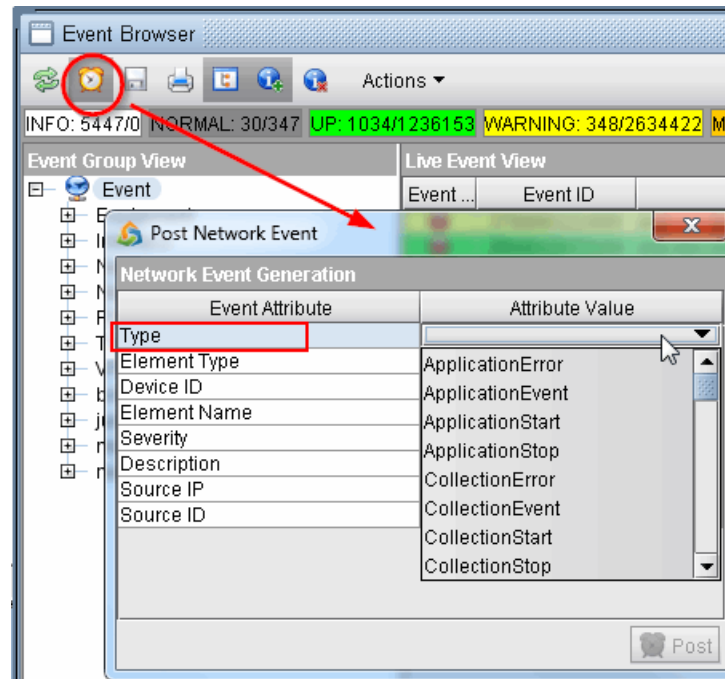 Event Browser
Actions
INFO: 5447/0 NORMAL: 30/347 UP: 1034/1236153 WARNING: 348/2634422 M
Event Group View Live Event View
Event Event ... Event ID
Post Network Event
Network Event Generation
Event Attribute Attribute Value
Type
Element Type
Device ID
Element Name
Severity
Description
Source IP
Source ID
ApplicationError
ApplicationEvent
ApplicationStart
ApplicationStop
CollectionError
CollectionEvent
CollectionStart
CollectionStop
Post